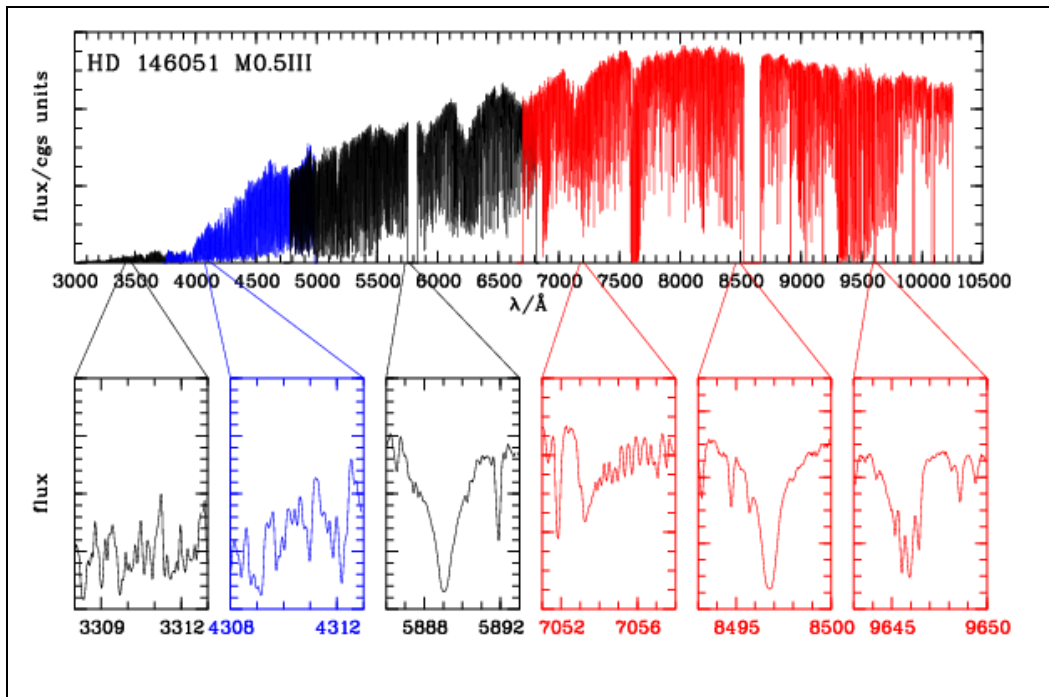 HD 146051 M0.5III
flux/cgs units
3000 3500 4000 4500 5000 5500 6000 6500 7000 7500 8000 8500 9000 9500 10000 10500
λ/Å
flux
3309 3312 4308 4312 5888 5892 7052 7056 8495 8500 9645 9650